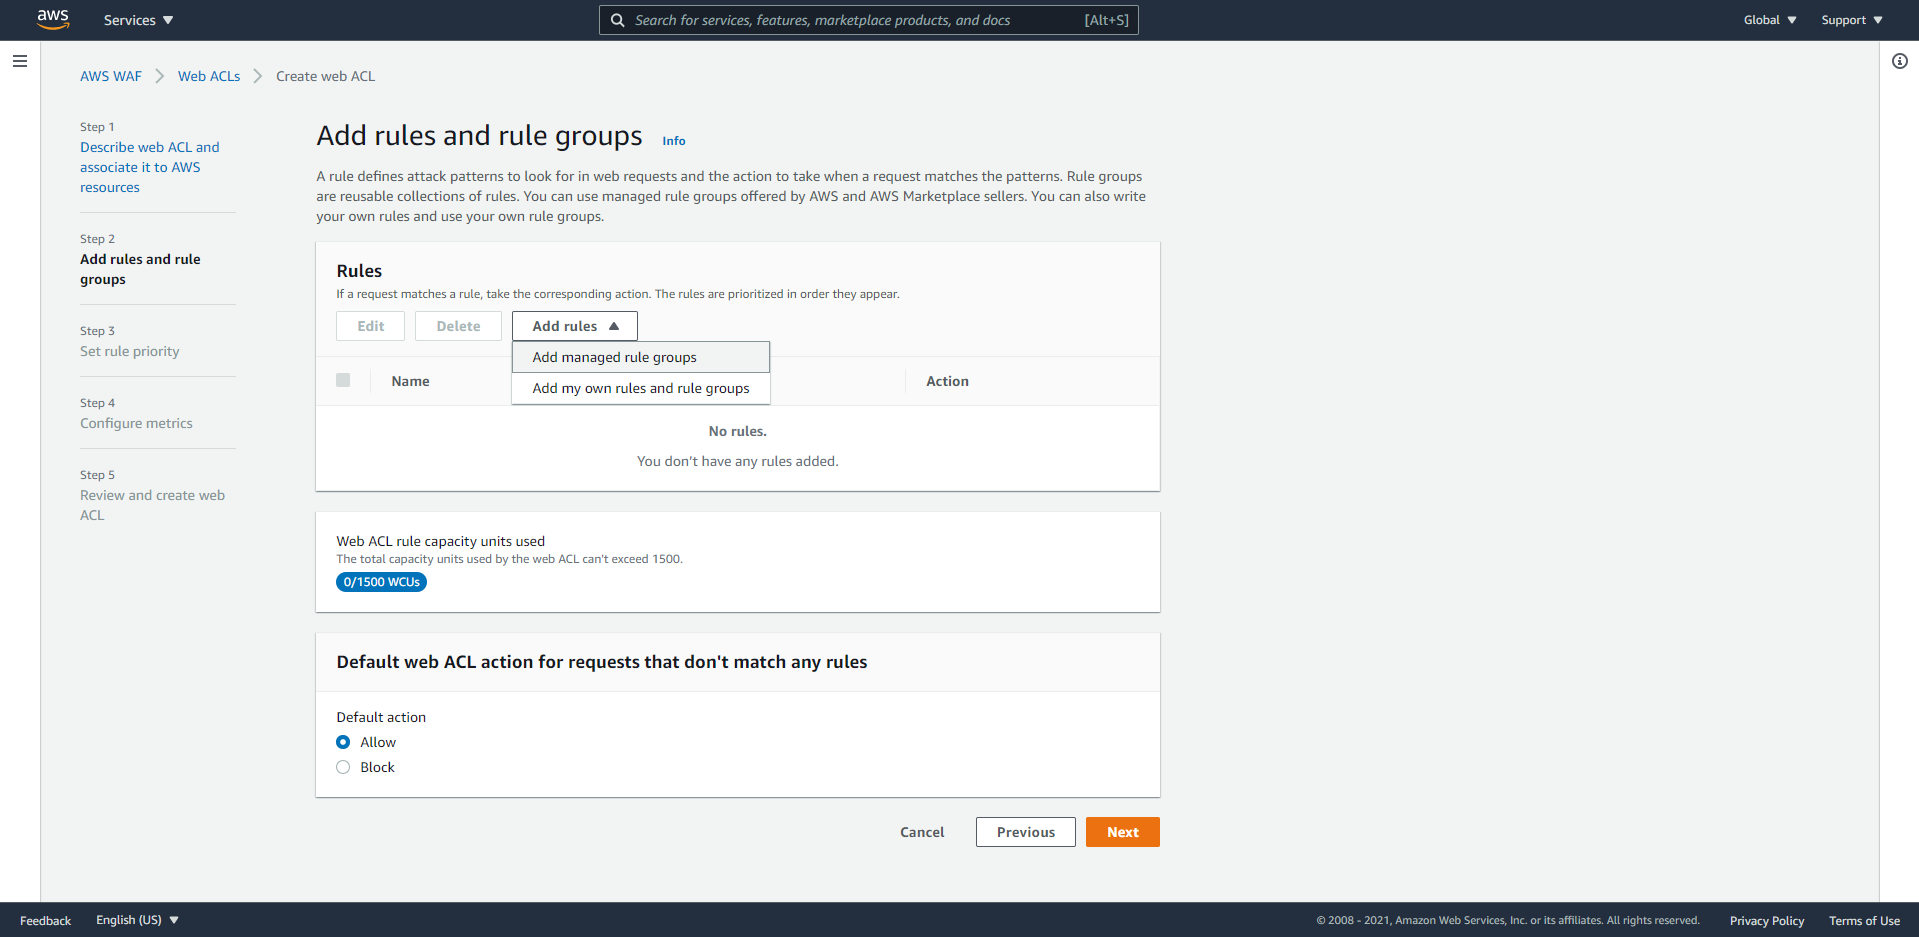 aws
Services
Search for services, features, marketplace products, and docs
[Alt+S]
Global
Support
AWS WAF
Web ACLs
Create web ACL
Step 1
Describe web ACL and
associate it to AWS
resources
Step 2
Add rules and rule
groups
Step 3
Set rule priority
Step 4
Configure metrics
Step 5
Review and create web
ACL
Add rules and rule groups
Info
A rule defines attack patterns to look for in web requests and the action to take when a request matches the patterns. Rule groups
are reusable collections of rules. You can use managed rule groups offered by AWS and AWS Marketplace sellers. You can also write
your own rules and use your own rule groups.
Rules
If a request matches a rule, take the corresponding action. The rules are prioritized in order they appear.
Edit
Delete
Add rules
Add managed rule groups
Add my own rules and rule groups
Name
Action
No rules.
You don't have any rules added.
Web ACL rule capacity units used
The total capacity units used by the web ACL can't exceed 1500.
0/1500 WCUs
Default web ACL action for requests that don't match any rules
Default action
Allow
Block
Cancel
Previous
Next
Feedback
English (US)
© 2008 - 2021, Amazon Web Services, Inc. or its affiliates. All rights reserved.
Privacy Policy
Terms of Use